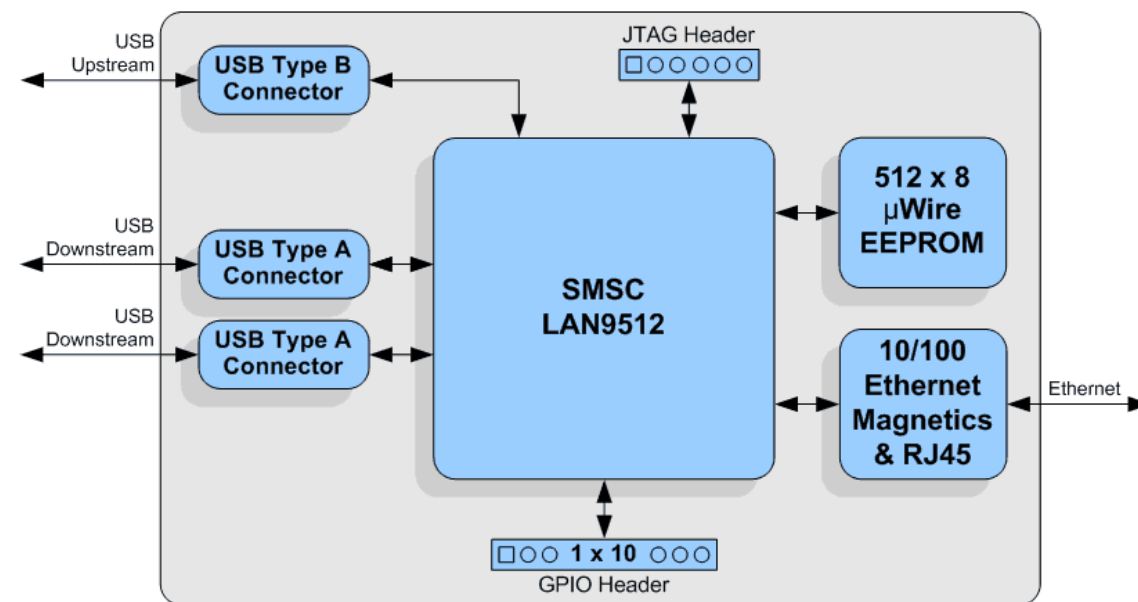 USB
Upstream
USB Type B
Connector
JTAG Header
512 x 8
µWire
EEPROM
USB
Downstream
USB Type A
Connector
SMSC
LAN9512
USB
Downstream
USB Type A
Connector
10/100
Ethernet
Magnetics
& RJ45
Ethernet
1 x 10
GPIO Header